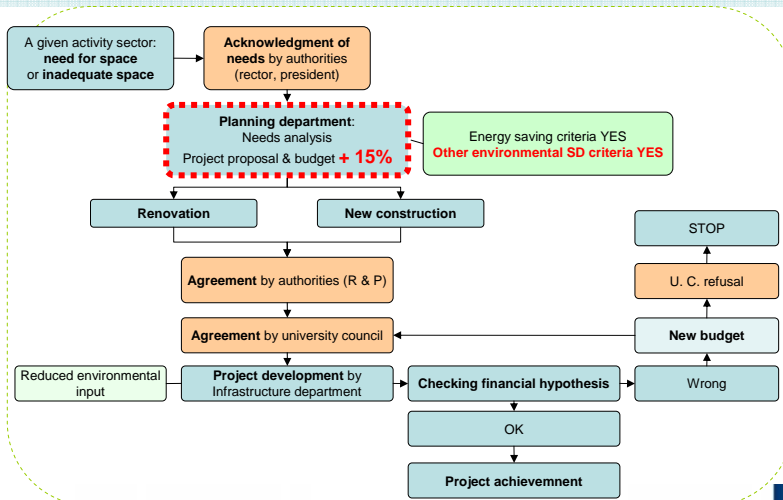 A given activity sector:
need for space
or inadequate space
Acknowledgment of
needs by authorities
(rector, president)
Planning department:
Needs analysis
Project proposal & budget + 15%
Energy saving criteria YES
Other environmental SD criteria YES
Renovation
New construction
STOP
Agreement by authorities (R & P)
U. C. refusal
Agreement by university council
New budget
Reduced environmental
input
Project development by
Infrastructure department
Checking financial hypothesis
Wrong
OK
Project achievemnent